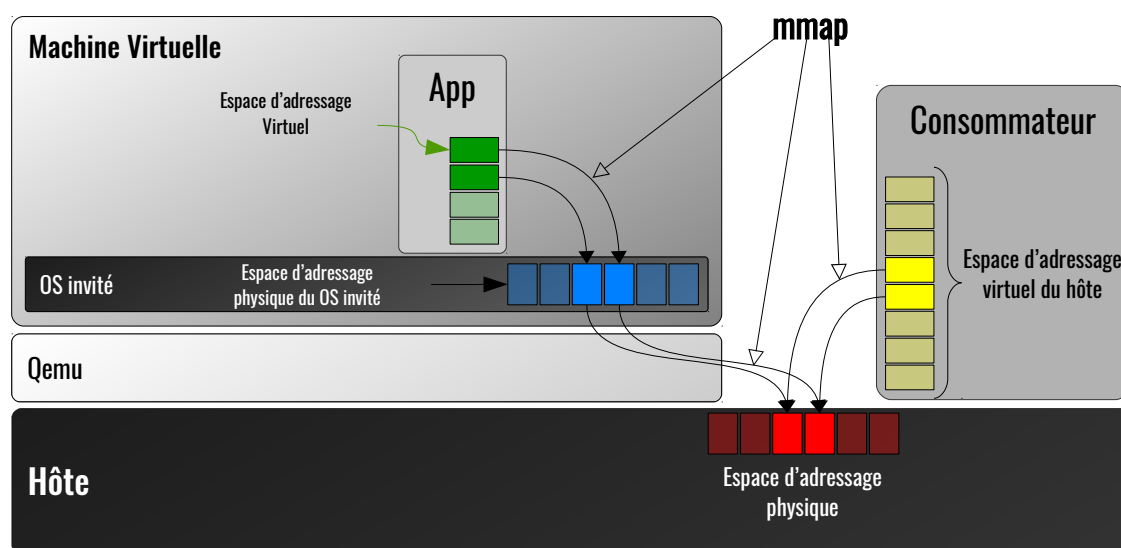 Machine Virtuelle
mmap
App
Espace d'adressage
Virtuel
Consommateur
Espace d'adressage
virtuel du hôte
OS invité
Espace d'adressage
physique du OS invité
Qemu
Hôte
Espace d'adressage
physique